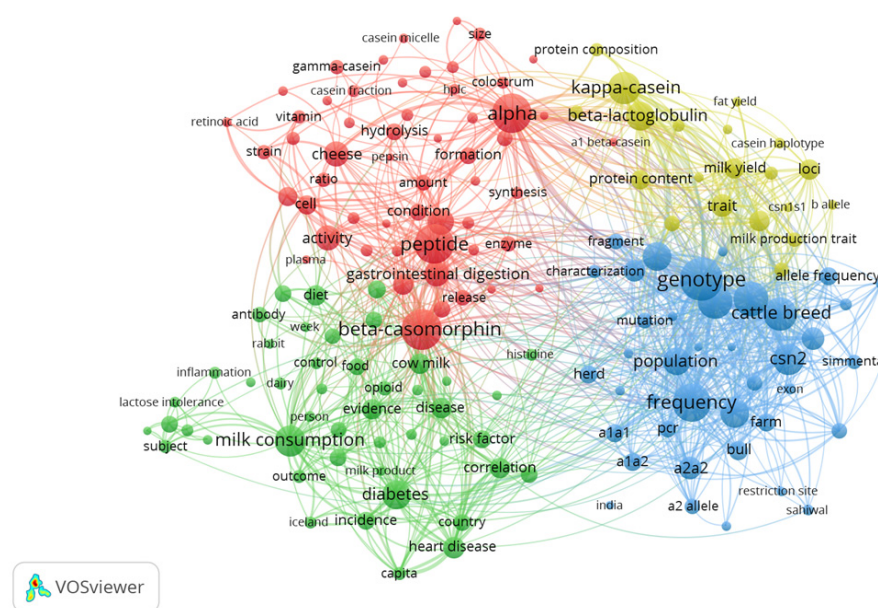 casein micelle
size
protein composition
gamma-casein
kappa-casein
colostrum
casein fraction
hplc
alpha
beta-lactoglobulin
fat yield
retinoic acid
vitamin
hydrolysis
a1 beta-casein
casein haplotype
strain
cheese
pepsin
formation
milk yield
loci
ratio
amount
protein content
cell
synthesis
trait
csn1s1
b allele
condition
activity
peptide
enzyme
fragment
milk production trait
plasma
gastrointestinal digestion
characterization
genotype
allele frequency
diet
release
antibody
week
beta-casomorphin
mutation
cattle breed
rabbit
control
food
cow milk
histidine
population
csn2
simmenta
inflammation
dairy
opioid
herd
exon
lactose intolerance
person
evidence
disease
frequency
subject
milk consumption
risk factor
a1a1
pcr
farm
outcome
milk product
correlation
a1a2
a2a2
bull
diabetes
restriction site
iceland
incidence
country
india
a2 allele
sahiwal
heart disease
capita
VOSviewer